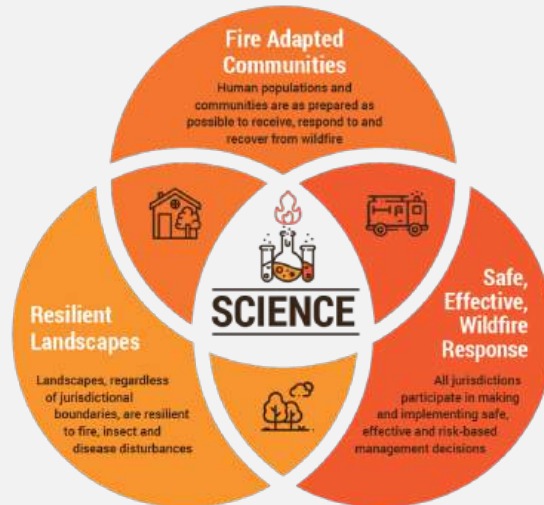 Fire Adapted
Communities
Human populations and
communities are as prepared as
possible to receive, respond to and
recover from wildfire
SCIENCE
Resilient
Landscapes
Landscapes, regardless
of jurisdictional
boundaries, are resilient
to fire, insect and
disease disturbances
Safe,
Effective,
Wildfire
Response
All jurisdictions
participate in making
and implementing safe,
effective and risk-based
management decisions